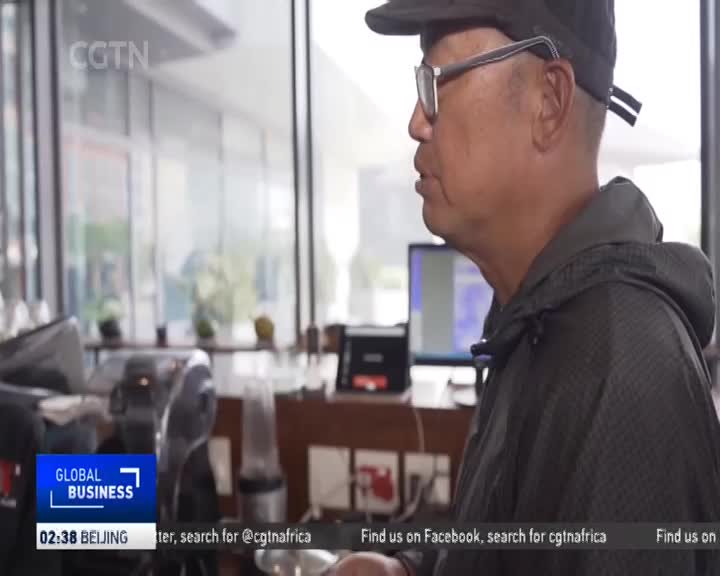 CGTN
GLOBAL
BUSINESS
02:38 BEIJING
ter, search for @cgtnafrica Find us on Facebook, search for cgtnafrica Find us on